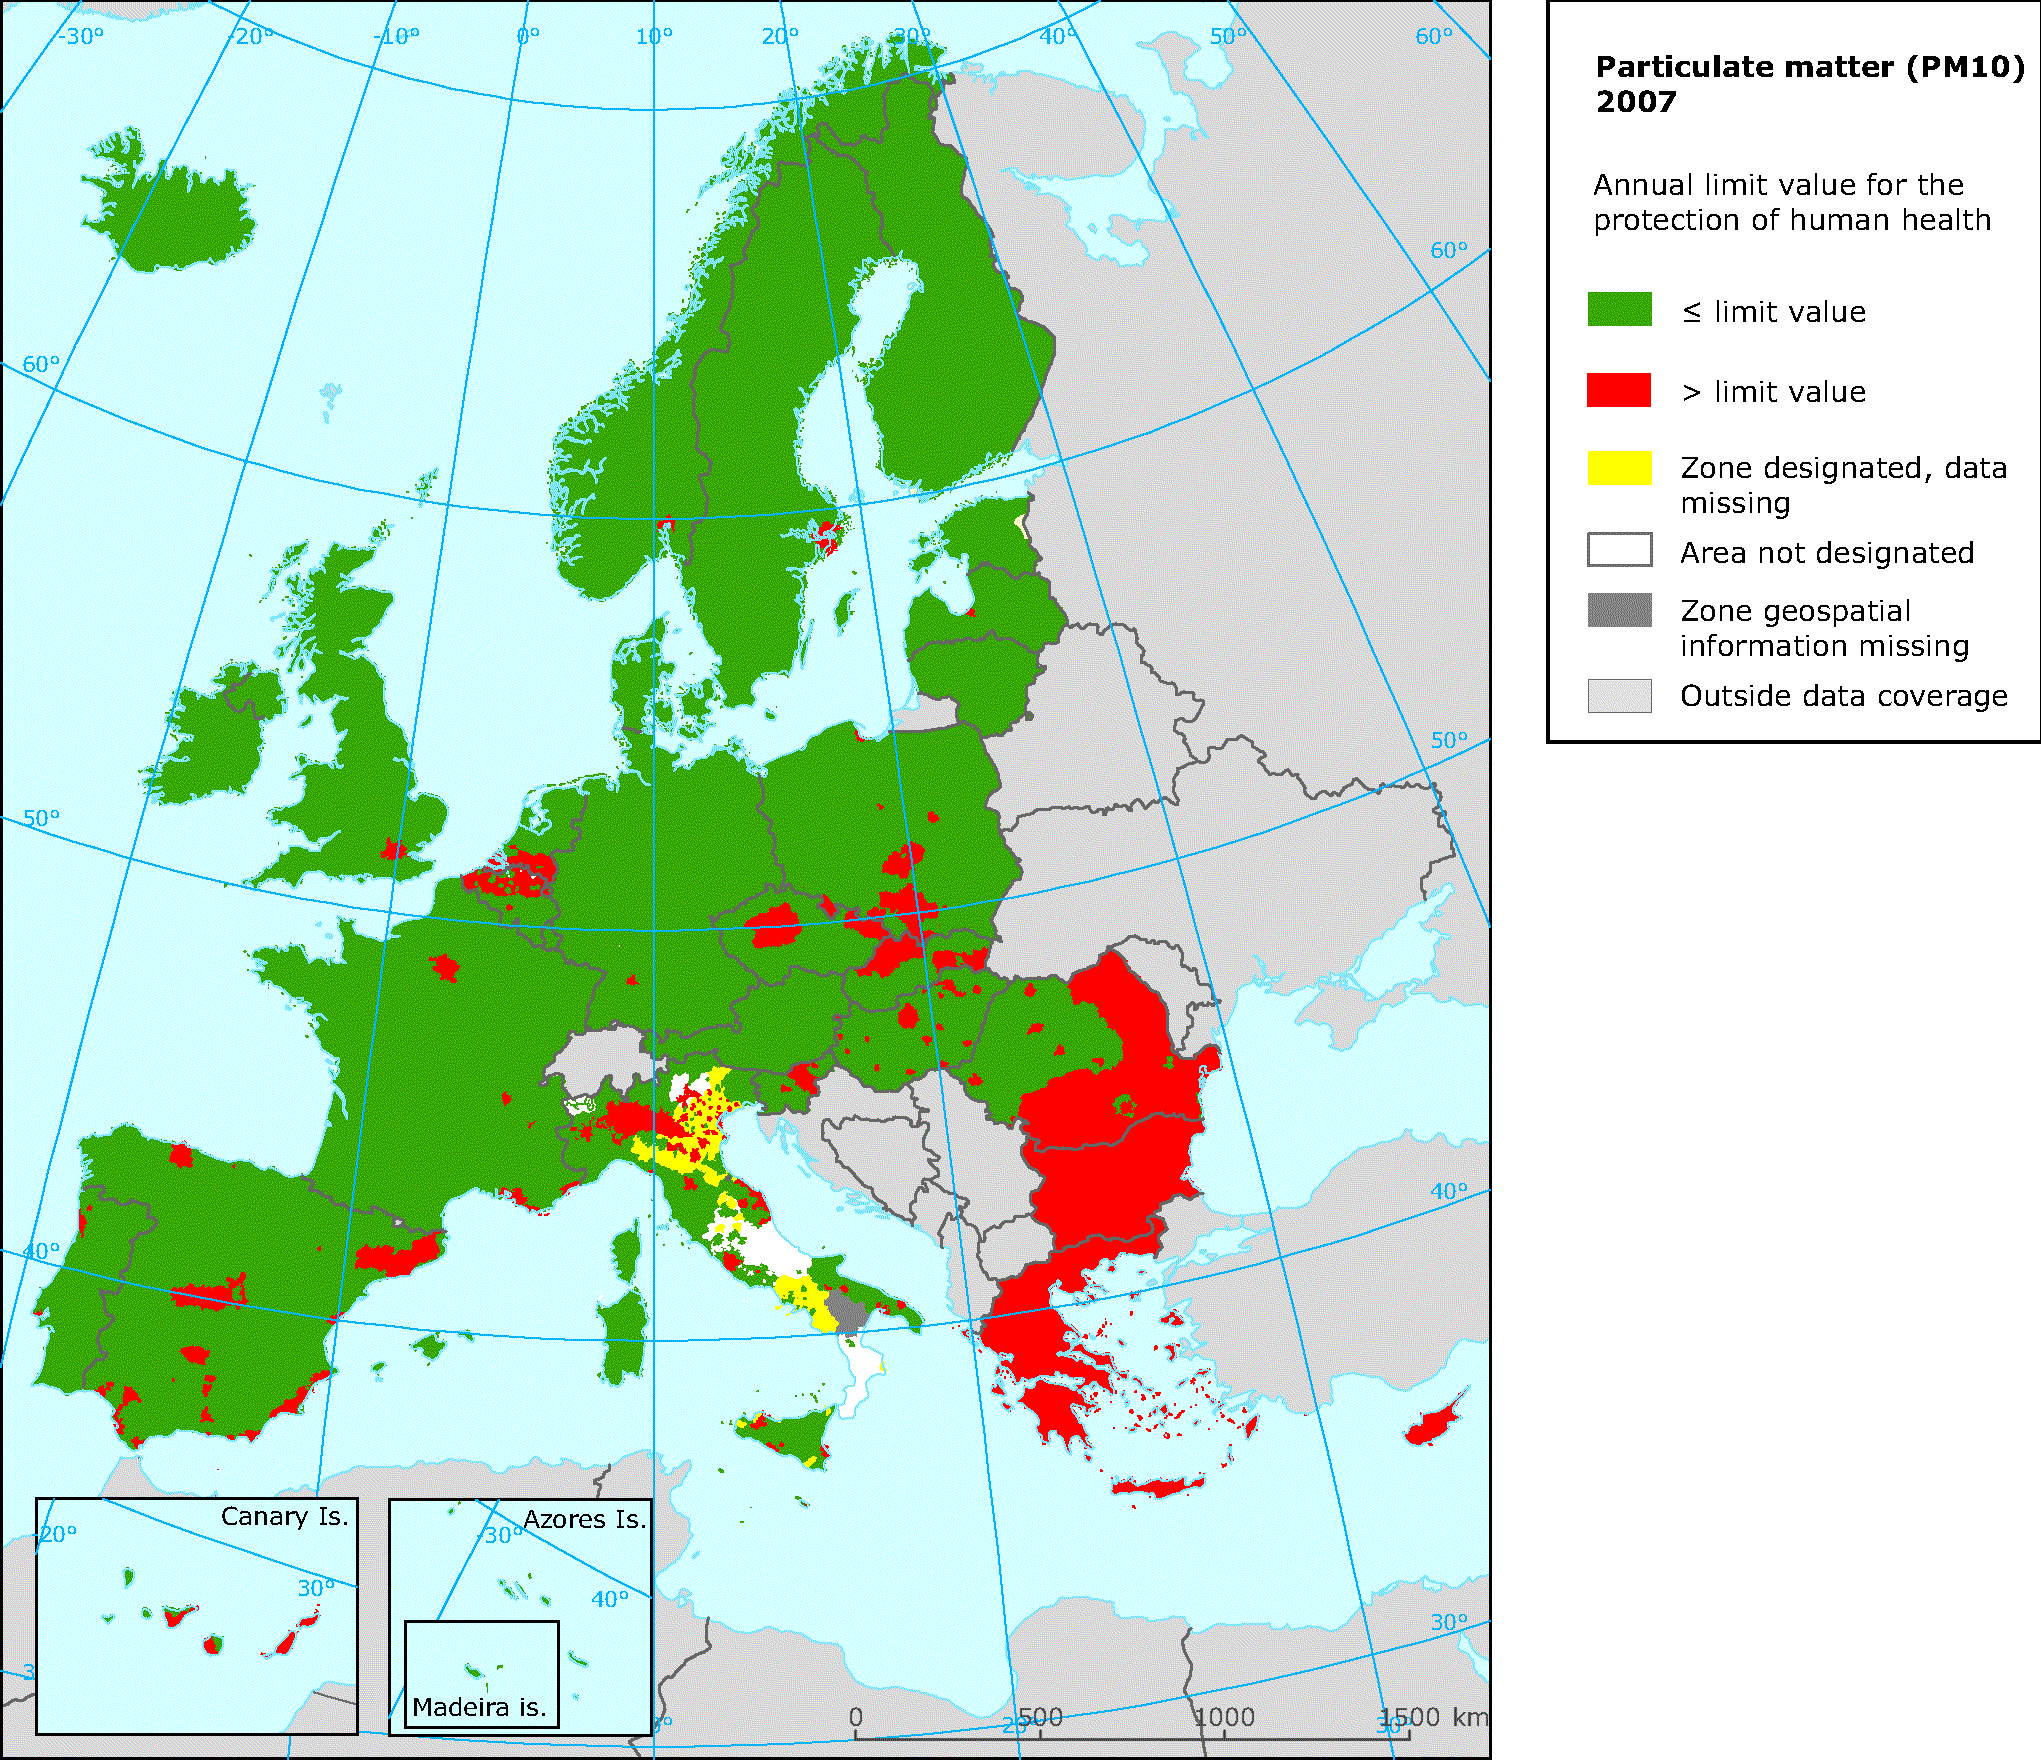 -30°
-20°
-10°
0°
10°
20°
30°
40°
50°
60°
60°
60°
50°
50°
40°
40°
30°
Canary Is.
20°
30°
3
Azores Is.
-30°
40°
Madeira is.
0 500 1000 1500 km
20°
30°
Particulate matter (PM10)
2007
Annual limit value for the
protection of human health
≤ limit value
> limit value
Zone designated, data
missing
Area not designated
Zone geospatial
information missing
Outside data coverage